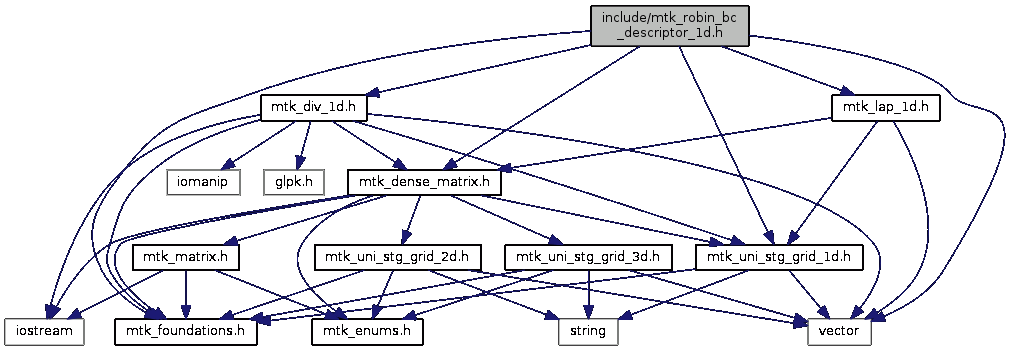 include/mtk_robin_bc
_descriptor_1d.h
mtk_div_1d.h
mtk_lap_1d.h
iomanip
glpk.h
mtk_dense_matrix.h
mtk_matrix.h
mtk_uni_stg_grid_2d.h
mtk_uni_stg_grid_3d.h
mtk_uni_stg_grid_1d.h
iostream
mtk_foundations.h
mtk_enums.h
string
vector